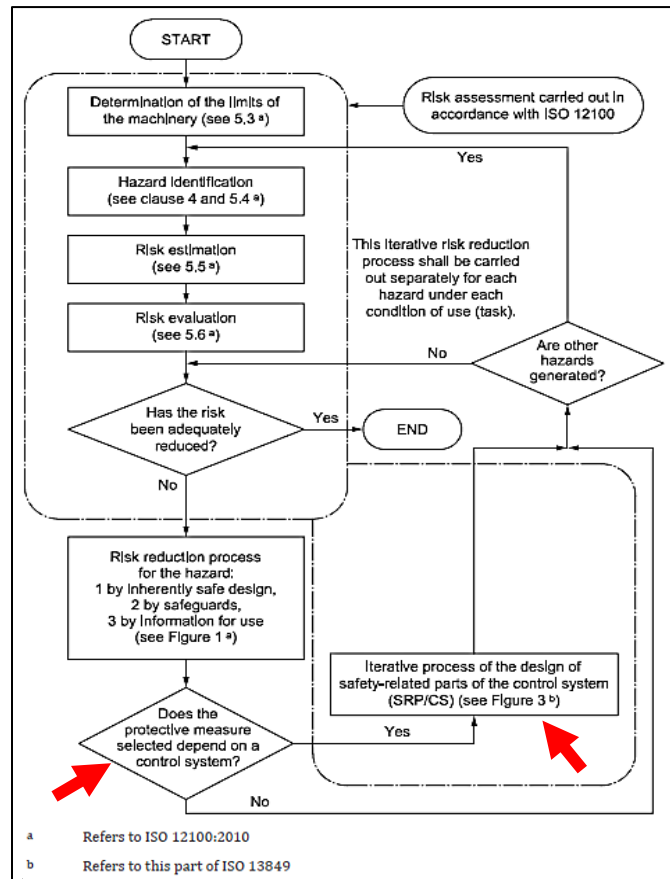 START
Determination of the limits of
the machinery (see 5.3 a)
Risk assessment carried out in
accordance with ISO 12100
Yes
Hazard identification
(see clause 4 and 5.4 a)
This iterative risk reduction
process shall be carried
out separately for each
hazard under each
condition of use (task).
Risk estimation
(see 5.5 a)
Risk evaluation
(see 5.6 a)
No
Are other
hazards
generated?
Has the risk
been adequately
reduced?
Yes
END
No
Risk reduction process
for the hazard:
1 by inherently safe design,
2 by safeguards,
3 by information for use
(see Figure 1 a)
Iterative process of the design of
safety-related parts of the control system
(SRP/CS) (see Figure 3 b)
Does the
protective measure
selected depend on a
control system?
Yes
No
a Refers to ISO 12100:2010
b Refers to this part of ISO 13849